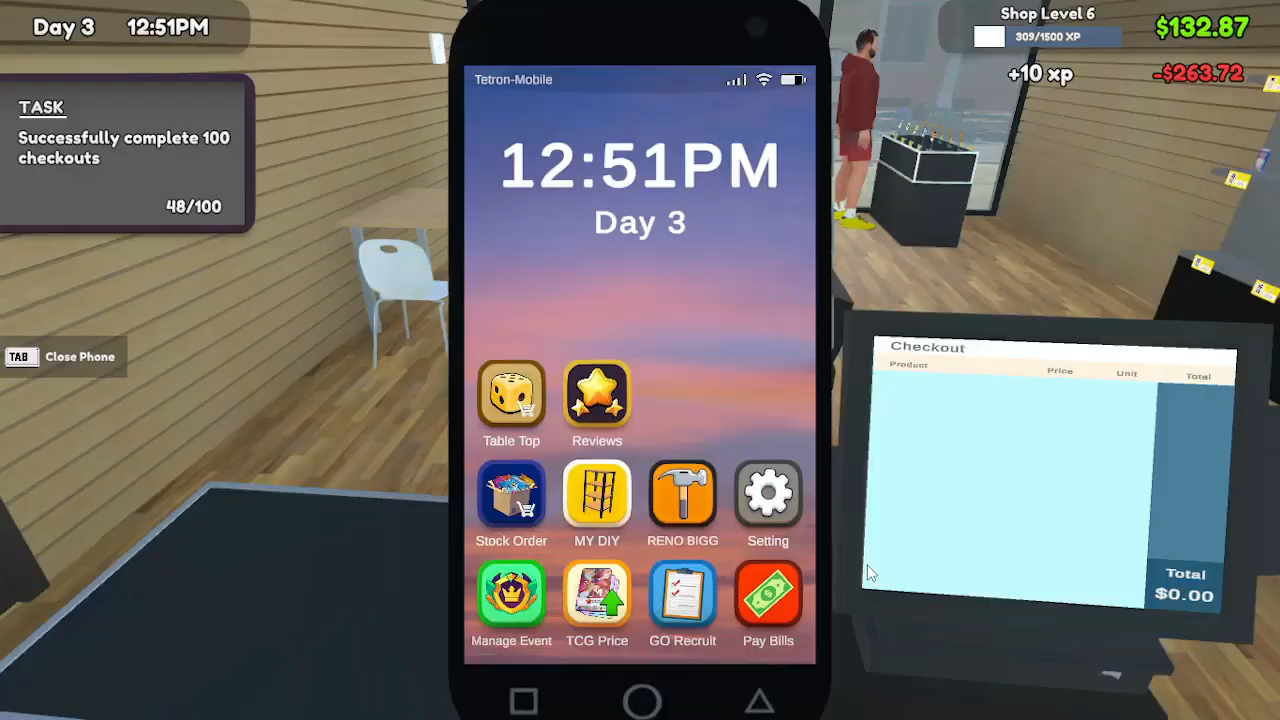 Day 3 12:51PM
Shop Level 6
309/1500 XP
$132.87
+10 xp
-$263.72
TASK
Successfully complete 100
checkouts
48/100
TAB Close Phone
Tetron-Mobile
12:51PM
Day 3
Table Top
Reviews
Stock Order
MY DIY
RENO BIGG
Setting
Manage Event
TCG Price
GO Recruit
Pay Bills
Checkout
Product Price Unit Total
Total
$0.00